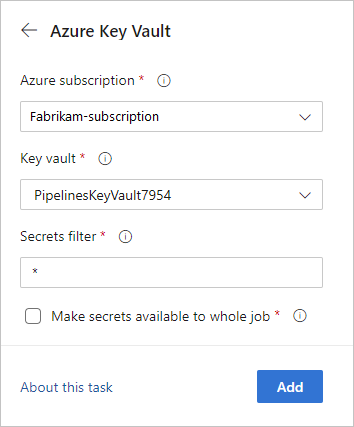 Azure Key Vault
Azure subscription *
Fabrikam-subscription
Key vault *
PipelinesKeyVault7954
Secrets filter *
*
Make secrets available to whole job *
About this task
Add